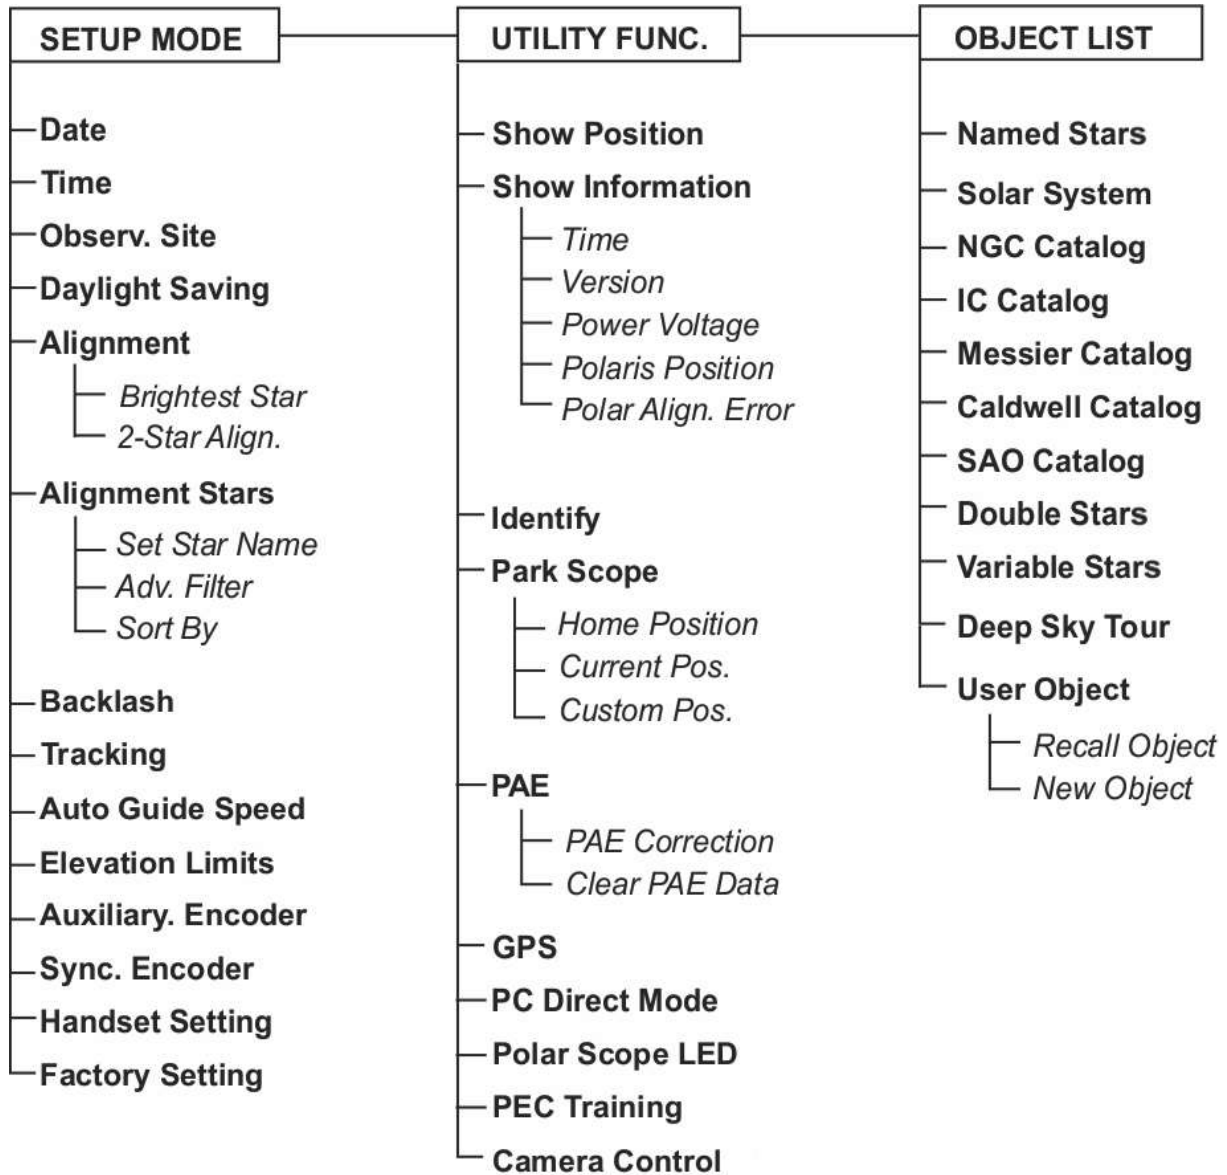 SETUP MODE
Date
Time
Observ. Site
Daylight Saving
Alignment
Brightest Star
2-Star Align.
Alignment Stars
Set Star Name
Adv. Filter
Sort By
Backlash
Tracking
Auto Guide Speed
Elevation Limits
Auxiliary. Encoder
Sync. Encoder
Handset Setting
Factory Setting
UTILITY FUNC.
Show Position
Show Information
Time
Version
Power Voltage
Polaris Position
Polar Align. Error
Identify
Park Scope
Home Position
Current Pos.
Custom Pos.
PAE
PAE Correction
Clear PAE Data
GPS
PC Direct Mode
Polar Scope LED
PEC Training
Camera Control
OBJECT LIST
Named Stars
Solar System
NGC Catalog
IC Catalog
Messier Catalog
Caldwell Catalog
SAO Catalog
Double Stars
Variable Stars
Deep Sky Tour
User Object
Recall Object
New Object